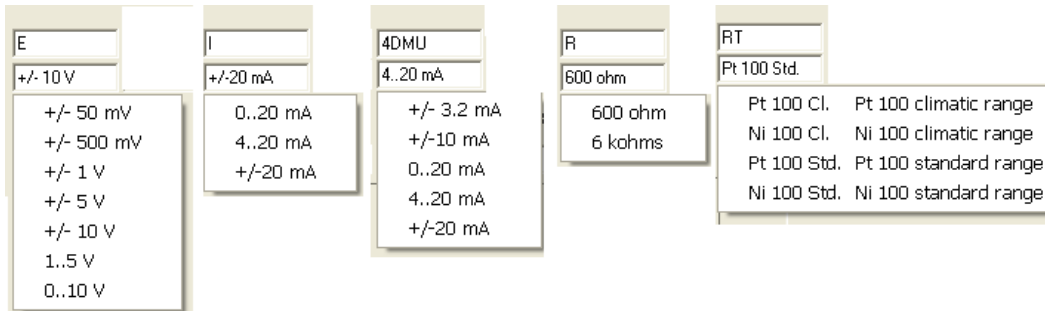 E
+/- 10 V
+/- 50 mV
+/- 500 mV
+/- 1 V
+/- 5 V
+/- 10 V
1..5 V
0..10 V
I
+/-20 mA
0..20 mA
4..20 mA
+/-20 mA
4DMU
4..20 mA
+/- 3.2 mA
+/-10 mA
0..20 mA
4..20 mA
+/-20 mA
R
600 ohm
600 ohm
6 kohms
RT
Pt 100 Std.
Pt 100 Cl. Pt 100 climatic range
Ni 100 Cl. Ni 100 climatic range
Pt 100 Std. Pt 100 standard range
Ni 100 Std. Ni 100 standard range